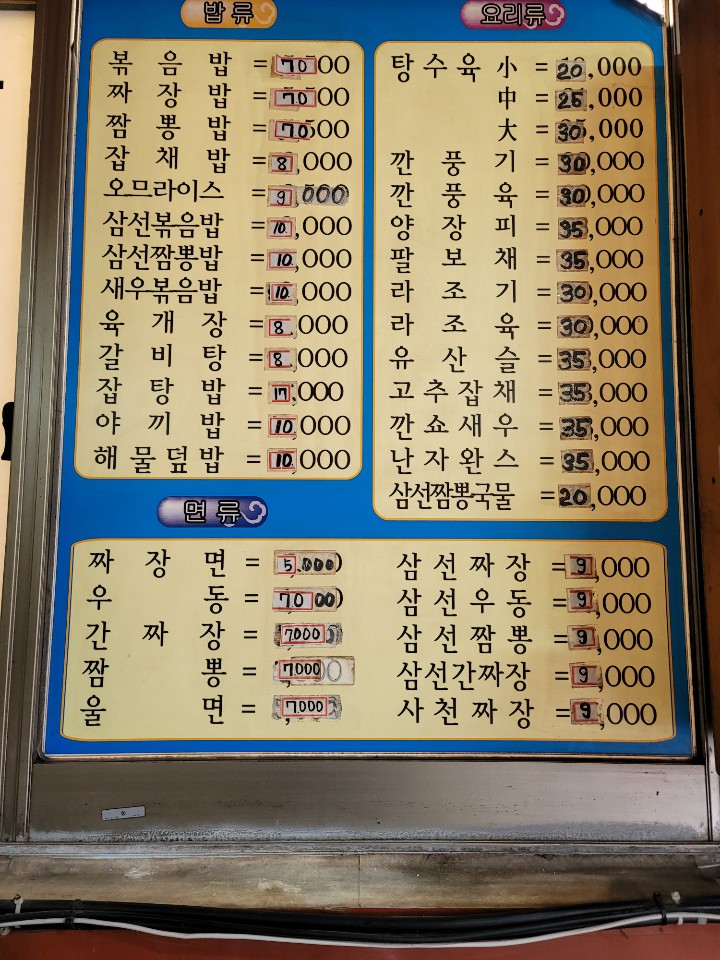 밥류
볶음밥 = 7000
짜장밥 = 7000
짬뽕밥 = 7000
잡채밥 = 8,000
오므라이스 = 9,000
삼선볶음밥 = 10,000
삼선짬뽕밥 = 10,000
새우볶음밥 = 10,000
육개장 = 8,000
갈비탕 = 8,000
잡탕밥 = 000
야끼밥 = 10,000
해물덮밥 = 10,000
요리류
탕수육 小 = 20,000
中 = 25,000
大 = 30,000
깐풍기 = 30,000
깐풍육 = 30,000
양장피 = 35,000
팔보채 = 35,000
라조기 = 30,000
라조육 = 30,000
유산슬 = 35,000
고추잡채 = 35,000
깐쇼새우 = 35,000
난자완스 = 35,000
삼선짬뽕국물 = 20,000
면류
짜장면 = 5.000
우동 = 7000
간짜장 = 7000
짬뽕 = 7000
울면 = 7000
삼선짜장 = 9,000
삼선우동 = 9,000
삼선짬뽕 = 9,000
삼선간짜장 = 9,000
사천짜장 = 9,000